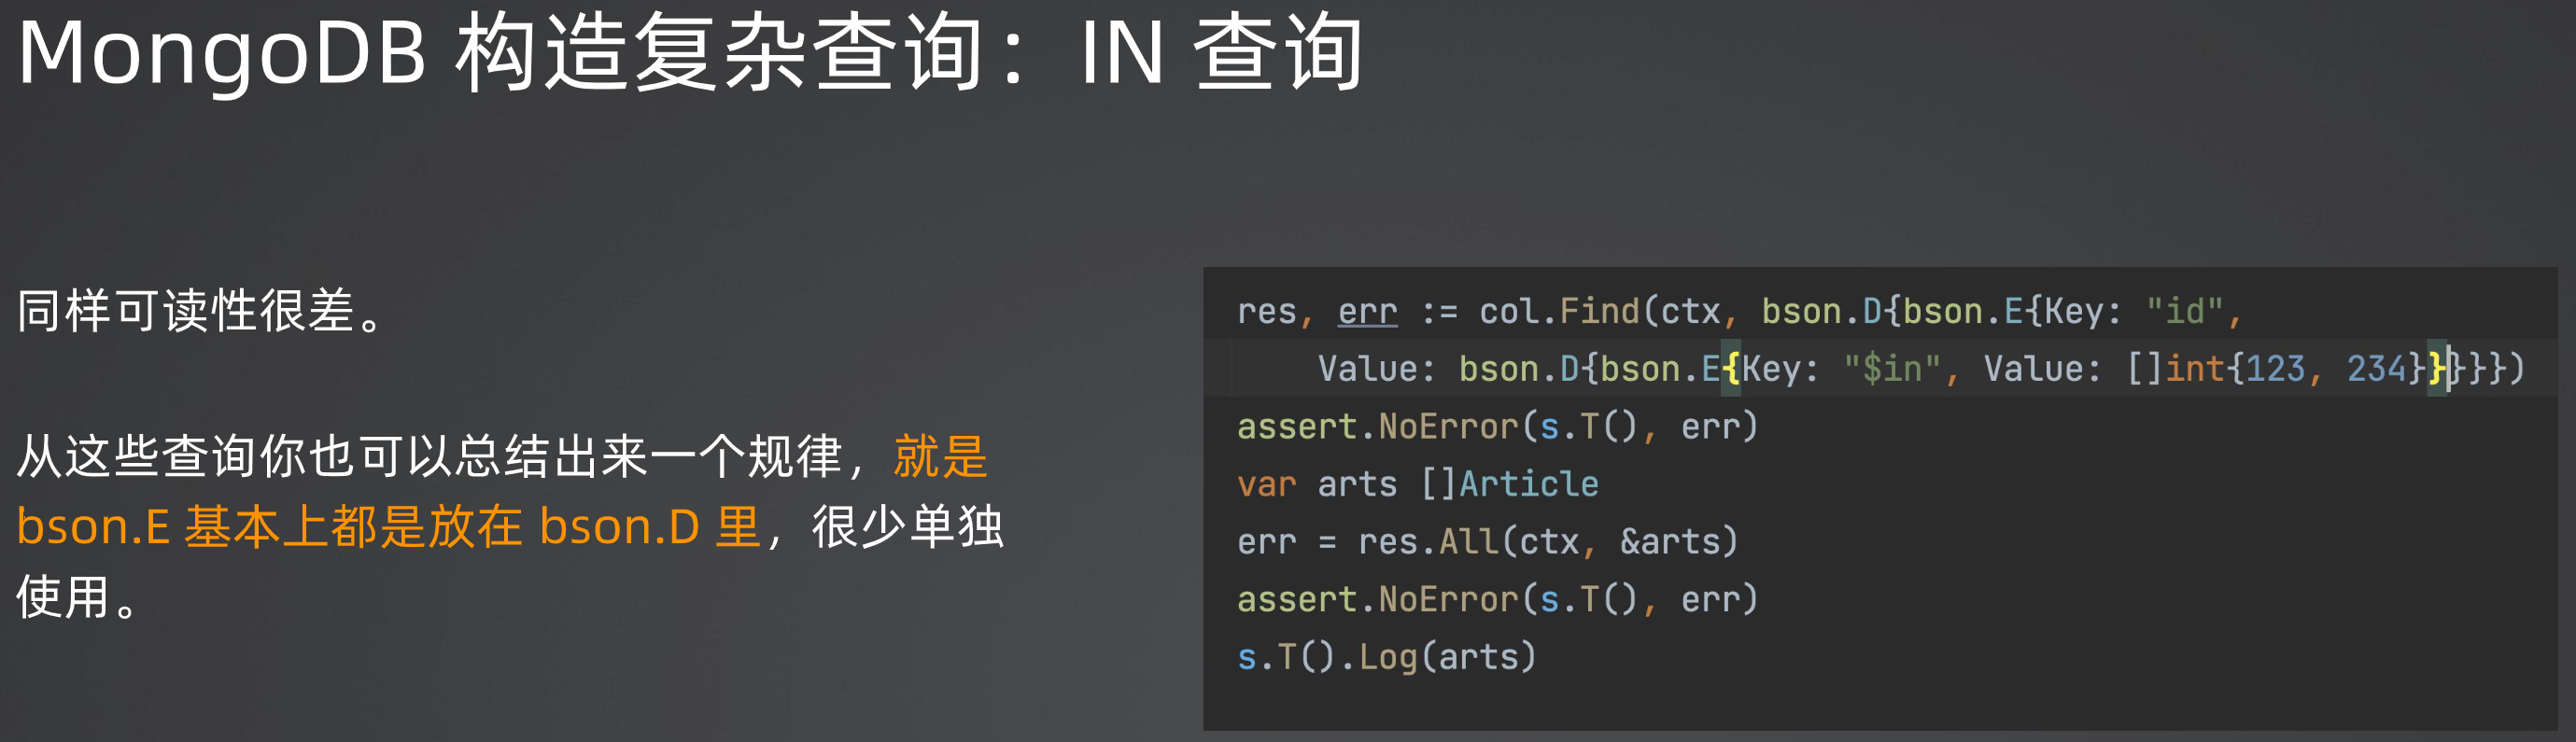 MongoDB 构造复杂查询：IN 查询
同样可读性很差。
从这些查询你也可以总结出来一个规律，就是
bson.E 基本上都是放在 bson.D 里，很少单独
使用。
res, err := col.Find(ctx, bson.D{bson.E{Key: "id",
Value: bson.D{bson.E{Key: "$in", Value: []int{123, 234}}}}})
assert.NoError(s.T(), err)
var arts []Article
err = res.All(ctx, &arts)
assert.NoError(s.T(), err)
s.T().Log(arts)